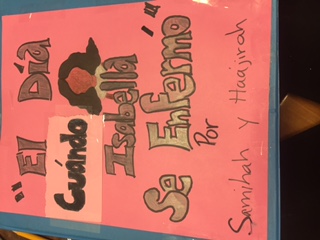 "El Día
Cuándo
Isabella
Se Enfermo"
Por
Samihah y Haajirah